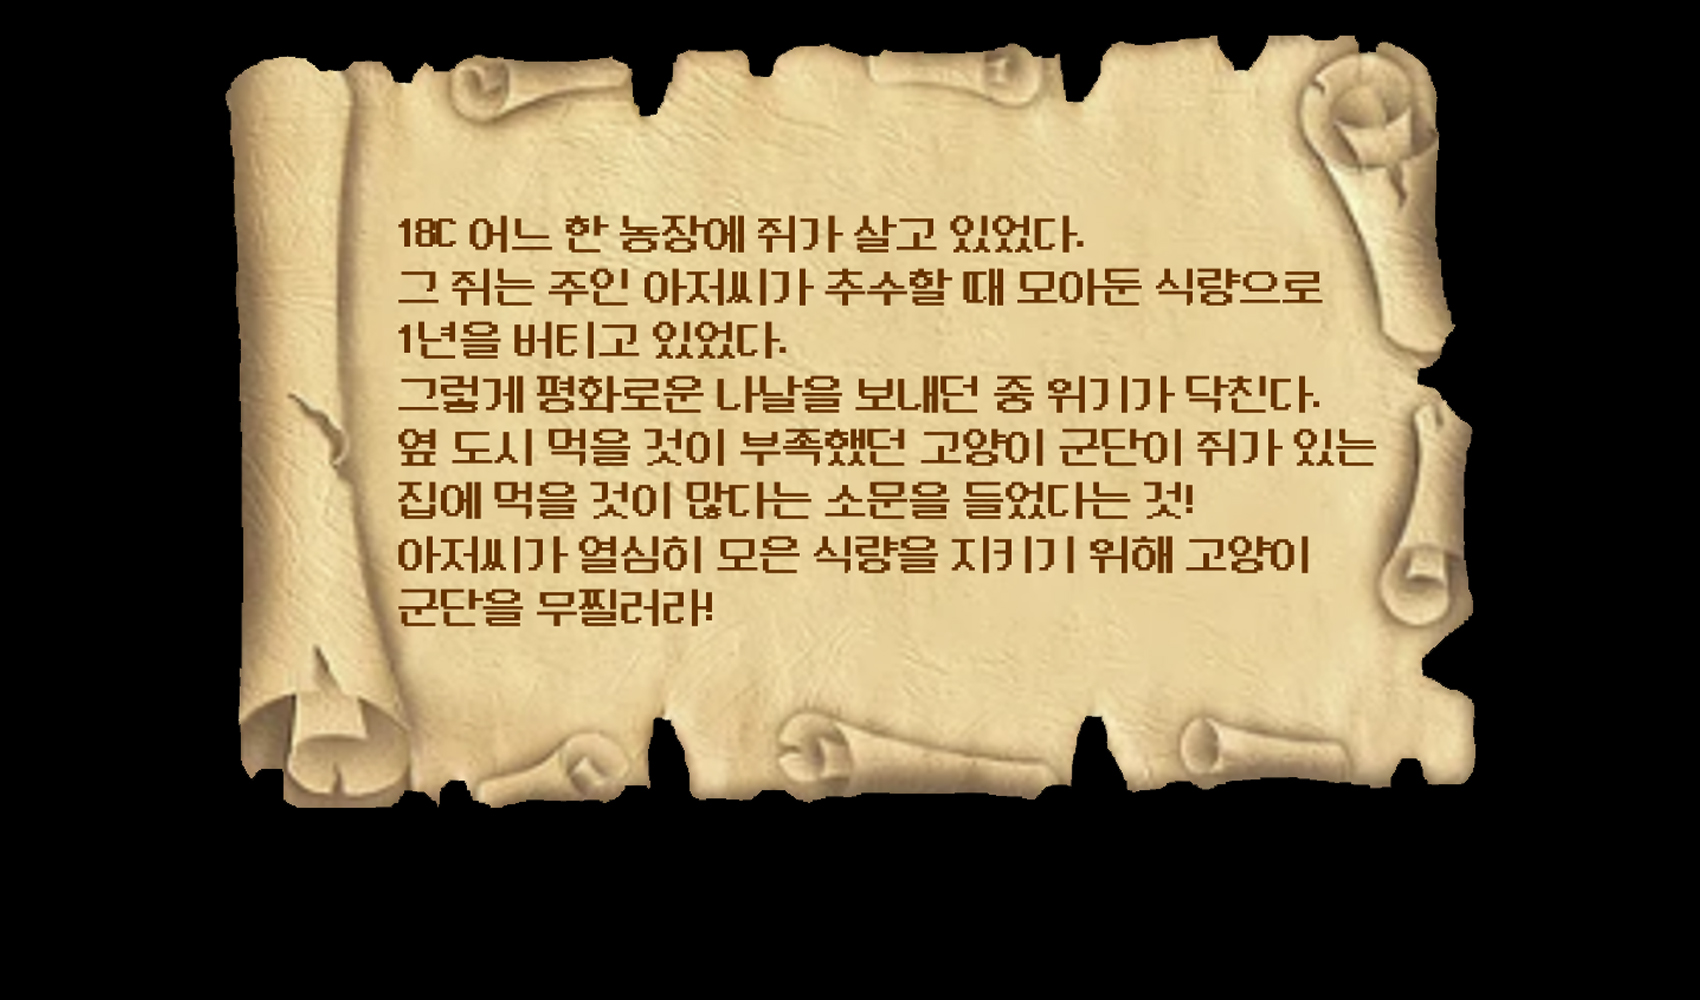 18C 어느 한 농장에 쥐가 살고 있었다.
그 쥐는 주인 아저씨가 추수할 때 모아둔 식량으로
1년을 버티고 있었다.
그렇게 평화로운 나날을 보내던 중 위기가 닥친다.
옆 도시 먹을 것이 부족했던 고양이 군단이 쥐가 있는
집에 먹을 것이 많다는 소문을 들었다는 것!
아저씨가 열심히 모은 식량을 지키기 위해 고양이
군단을 무찔러라!